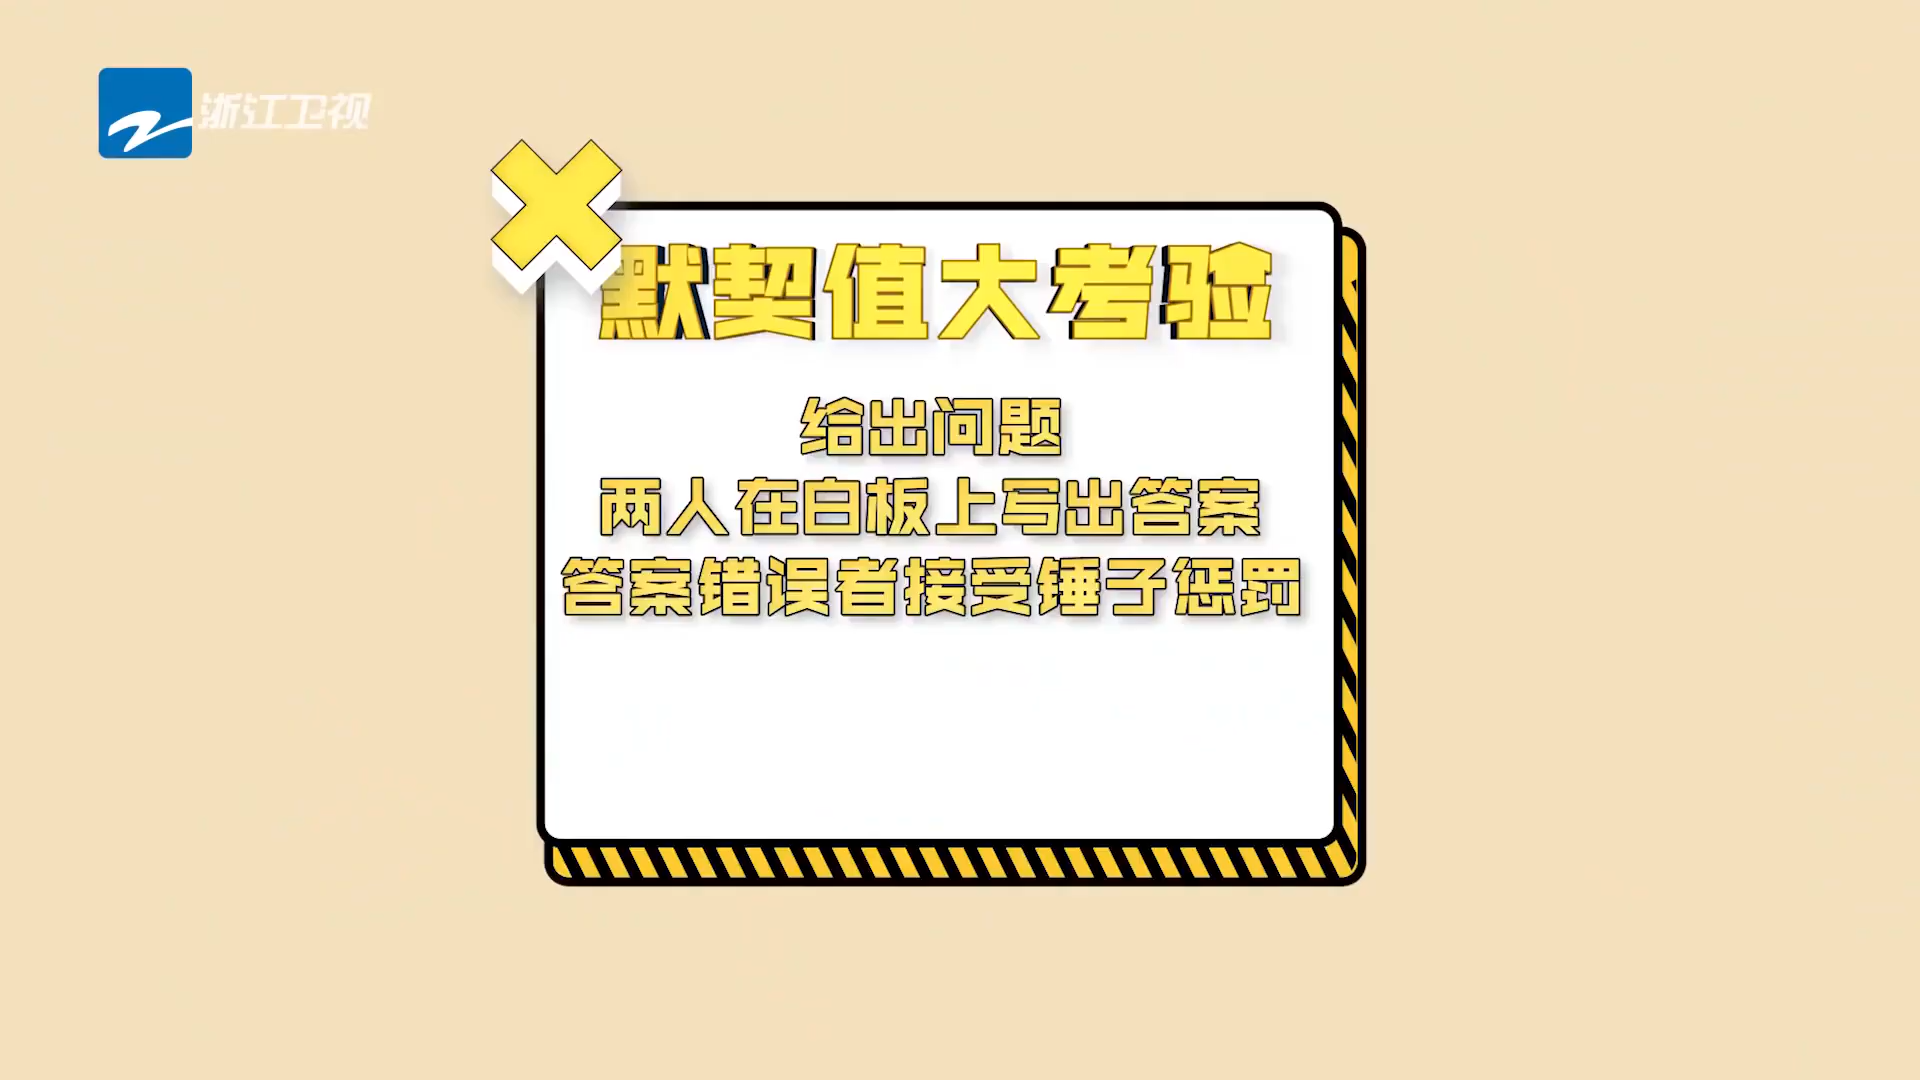 浙江卫视
默契值大考验
给出问题
两人在白板上写出答案
答案错误者接受锤子惩罚